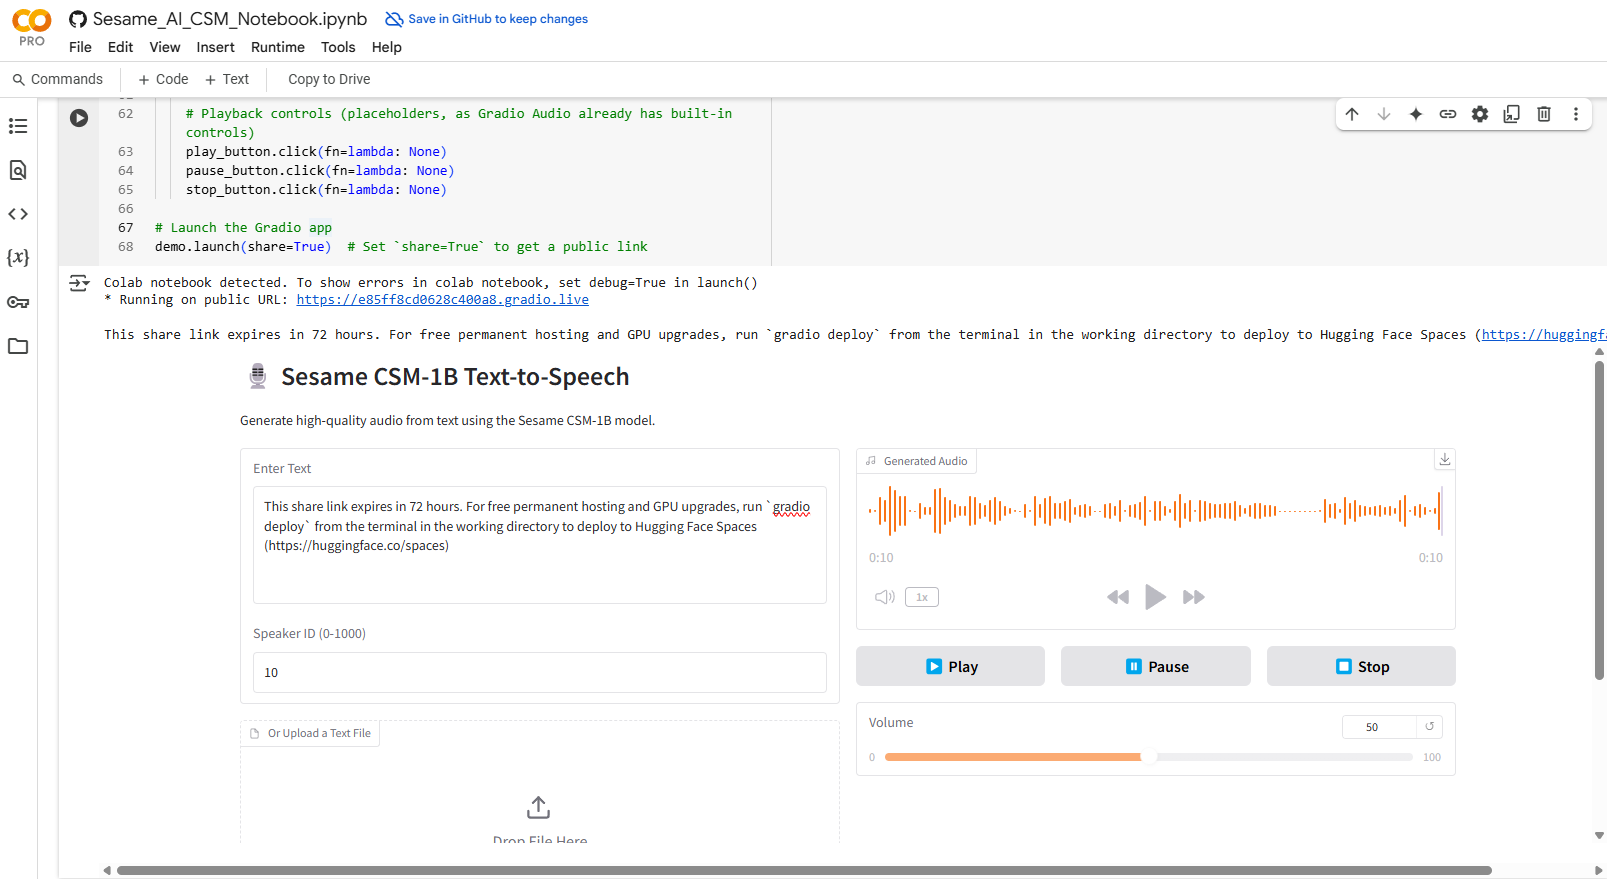 CO
PRO
Sesame_AI_CSM_Notebook.ipynb
Save in GitHub to keep changes
File Edit View Insert Runtime Tools Help
Commands + Code + Text Copy to Drive
62 # Playback controls (placeholders, as Gradio Audio already has built-in
controls)
63 play_button.click(fn=lambda: None)
64 pause_button.click(fn=lambda: None)
65 stop_button.click(fn=lambda: None)
66
67 # Launch the Gradio app
68 demo.launch(share=True)  # Set `share=True` to get a public link
Colab notebook detected. To show errors in colab notebook, set debug=True in launch()
* Running on public URL: https://e85ff8cd0628c400a8.gradio.live
This share link expires in 72 hours. For free permanent hosting and GPU upgrades, run `gradio deploy` from the terminal in the working directory to deploy to Hugging Face Spaces (https://huggingf
Sesame CSM-1B Text-to-Speech
Generate high-quality audio from text using the Sesame CSM-1B model.
Enter Text
This share link expires in 72 hours. For free permanent hosting and GPU upgrades, run `gradio
deploy` from the terminal in the working directory to deploy to Hugging Face Spaces
(https://huggingface.co/spaces)
Speaker ID (0-1000)
10
Or Upload a Text File
Drop File Here
Generated Audio
0:10 0:10
1x
Play Pause Stop
Volume 50
0 100